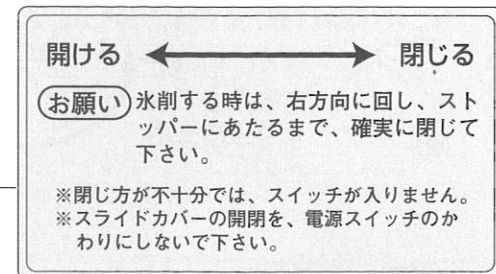 開ける ←→ 閉じる
お願い 氷削する時は、右方向に回し、スト
ッパーにあたるまで、確実に閉じて
下さい。
※閉じ方が不十分では、スイッチが入りません。
※スライドカバーの開閉を、電源スイッチのか
わりにしないで下さい。